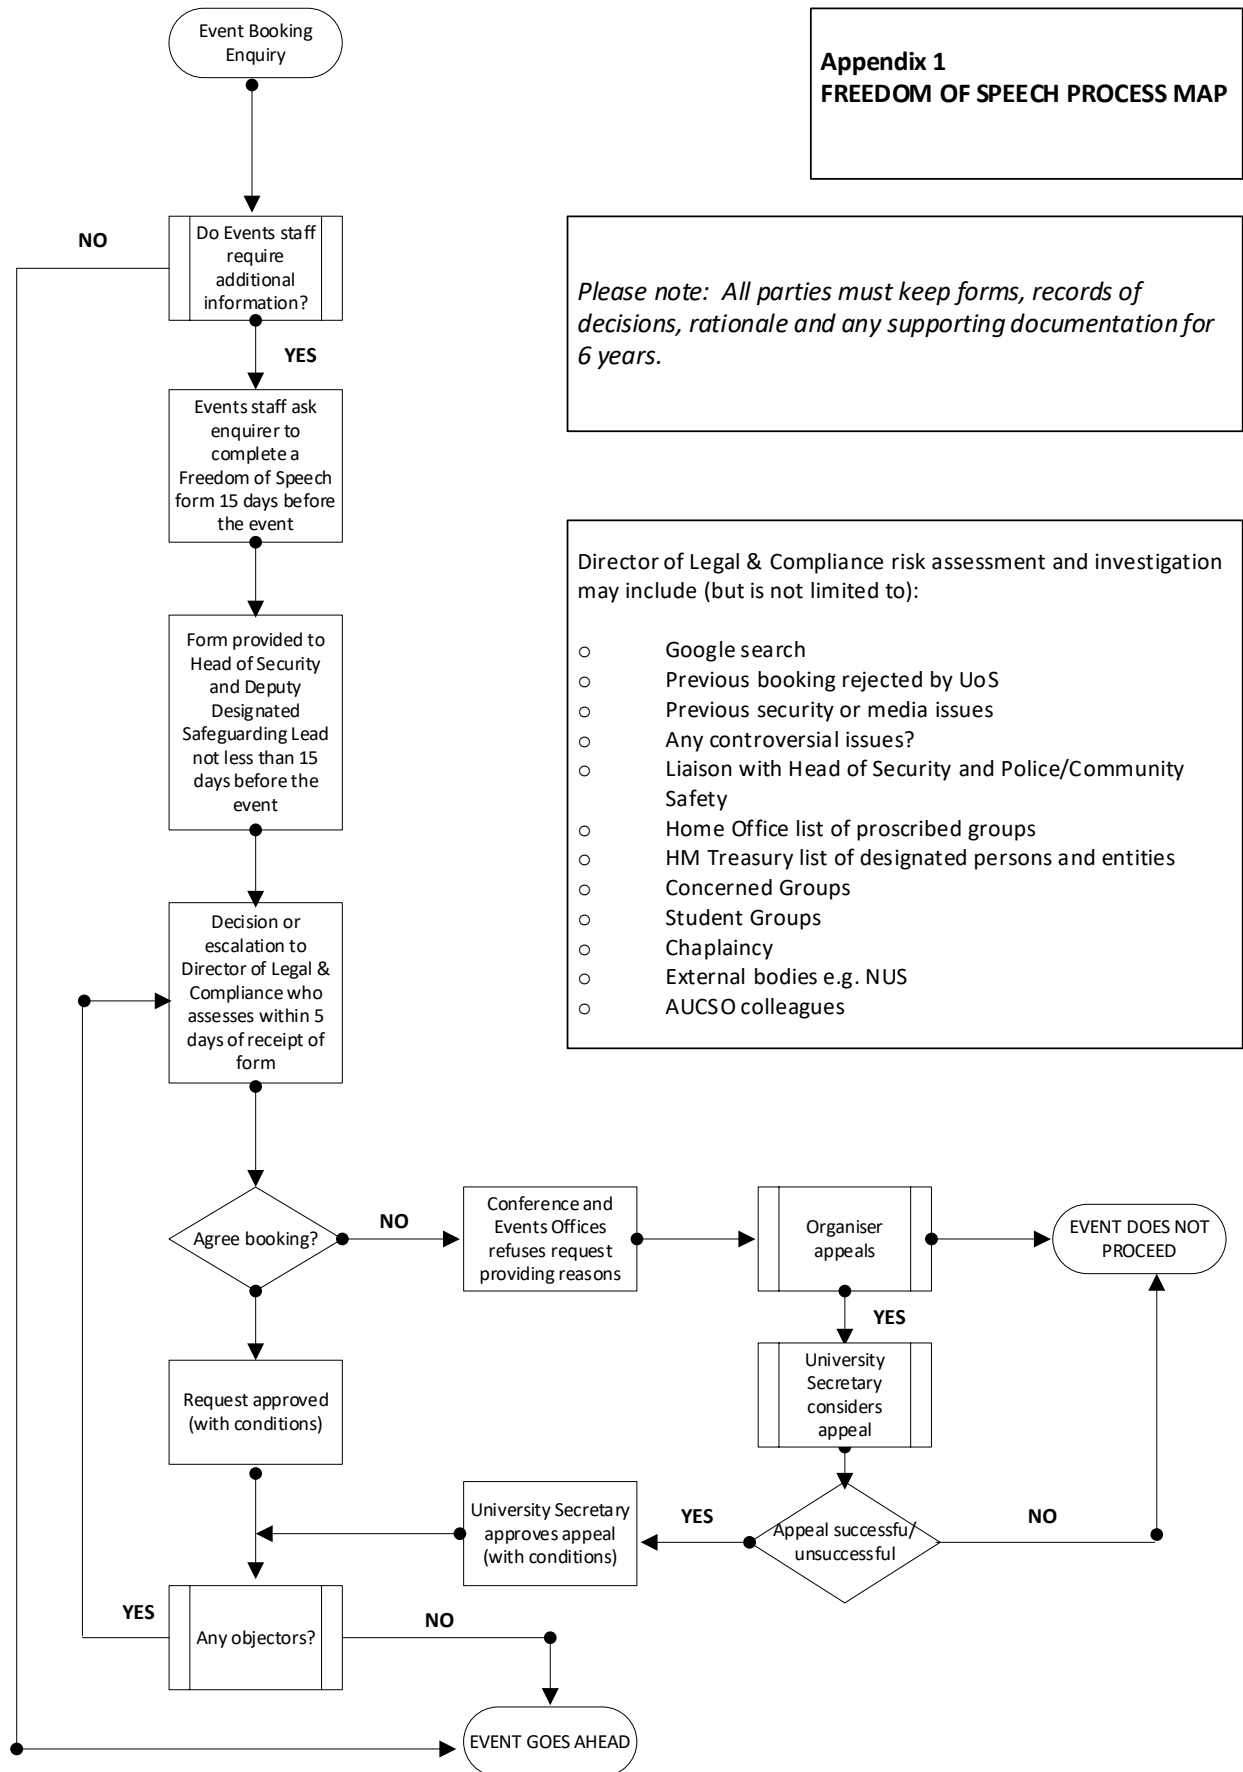 Event Booking
Enquiry
Appendix 1
FREEDOM OF SPEECH PROCESS MAP
NO
Do Events staff
require
additional
information?
YES
Please note:  All parties must keep forms, records of
decisions, rationale and any supporting documentation for
6 years.
Events staff ask
enquirer to
complete a
Freedom of Speech
form 15 days before
the event
Form provided to
Head of Security
and Deputy
Designated
Safeguarding Lead
not less than 15
days before the
event
Director of Legal & Compliance risk assessment and investigation
may include (but is not limited to):
o Google search
o Previous booking rejected by UoS
o Previous security or media issues
o Any controversial issues?
o Liaison with Head of Security and Police/Community
Safety
o Home Office list of proscribed groups
o HM Treasury list of designated persons and entities
o Concerned Groups
o Student Groups
o Chaplaincy
o External bodies e.g. NUS
o AUCSO colleagues
Decision or
escalation to
Director of Legal &
Compliance who
assesses within 5
days of receipt of
form
Agree booking?
NO
Conference and
Events Offices
refuses request
providing reasons
Organiser
appeals
EVENT DOES NOT
PROCEED
YES
University
Secretary
considers
appeal
Request approved
(with conditions)
University Secretary
approves appeal
(with conditions)
YES
Appeal successfu/
unsuccessful
NO
YES
Any objectors?
NO
EVENT GOES AHEAD